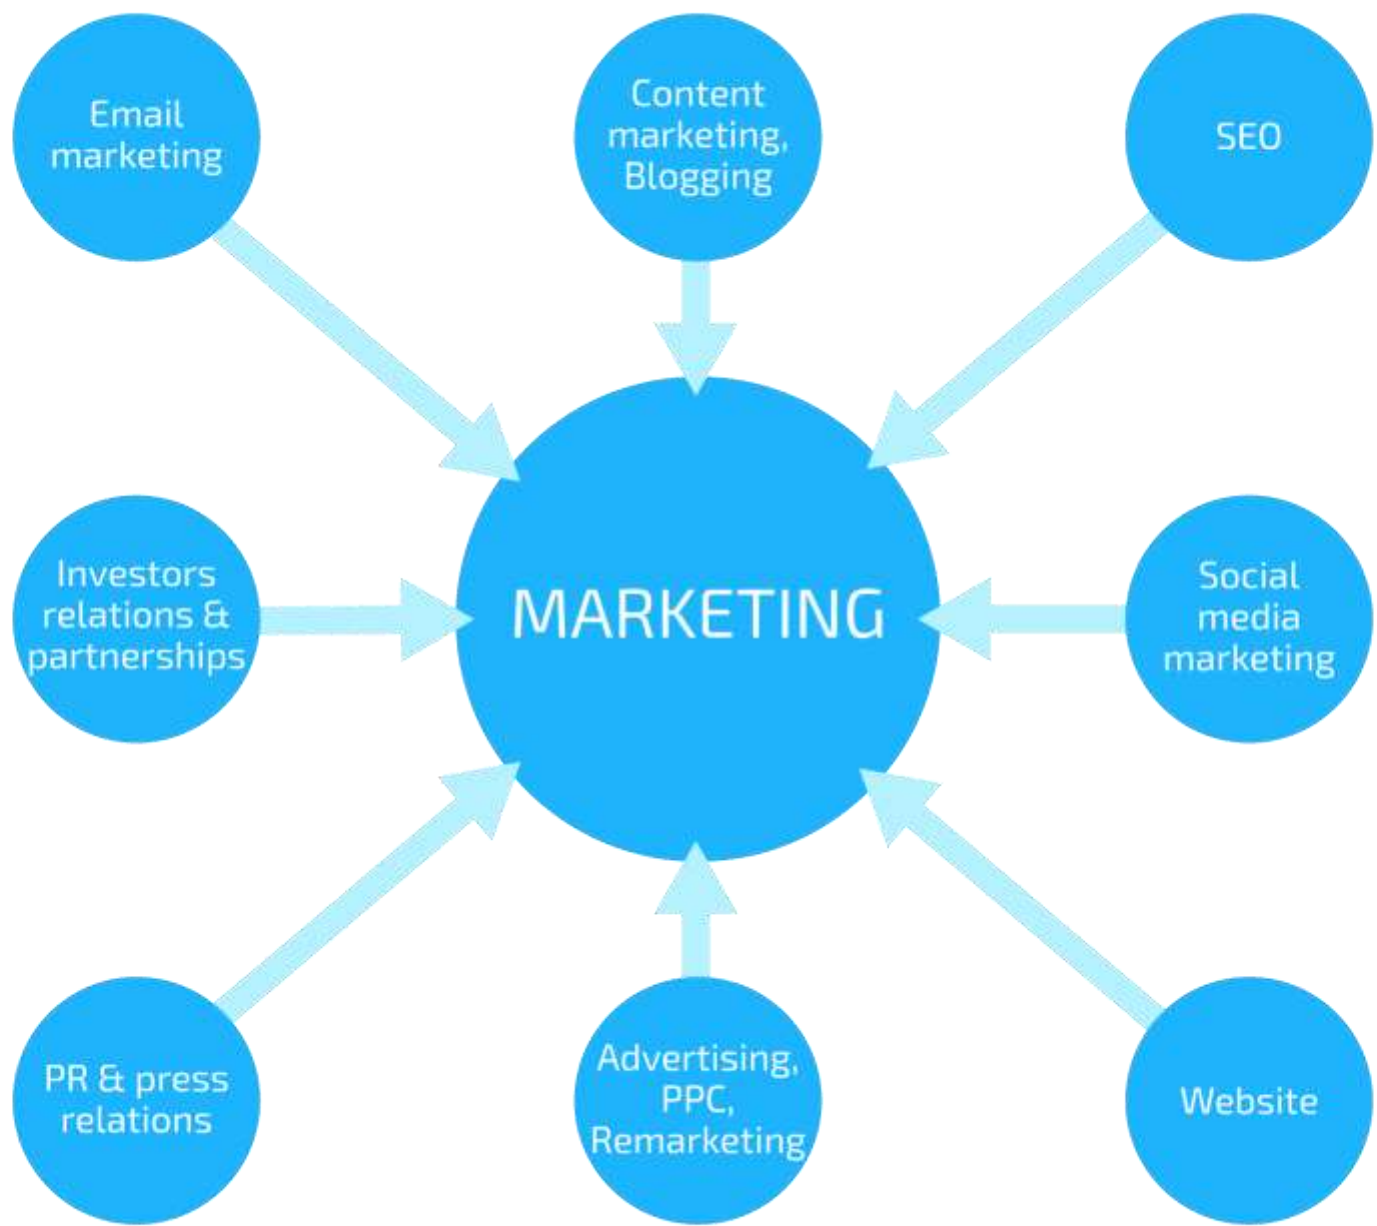 Email
marketing
Content
marketing,
Blogging
SEO
Investors
relations &
partnerships
MARKETING
Social
media
marketing
PR & press
relations
Advertising,
PPC,
Remarketing
Website